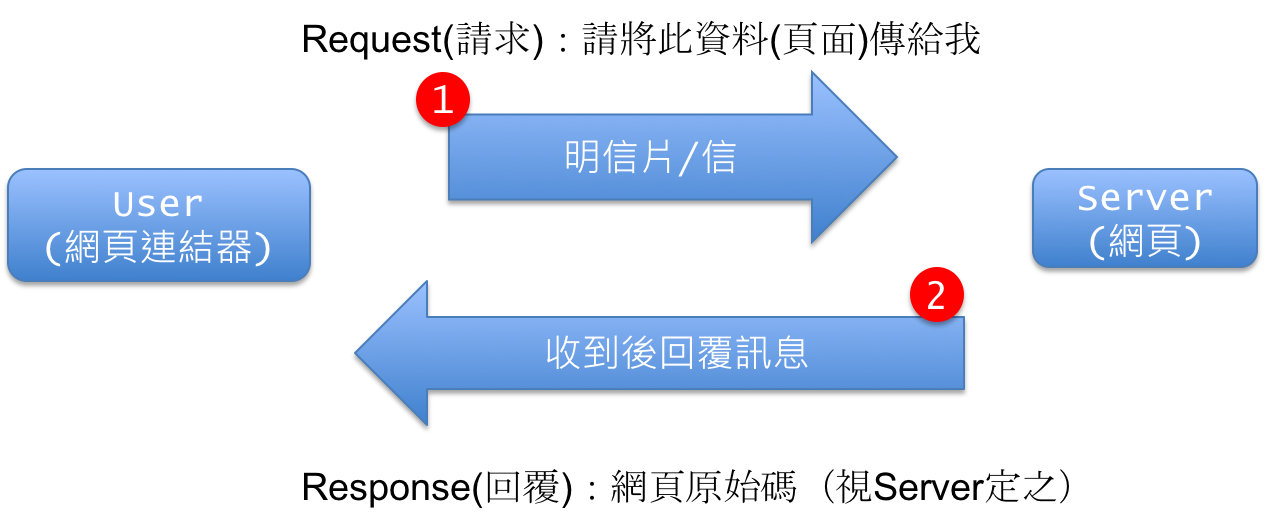 Request(請求)：請將此資料(頁面)傳給我
1
明信片/信
User
(網頁連結器)
Server
(網頁)
2
收到後回覆訊息
Response(回覆)：網頁原始碼（視Server定之）